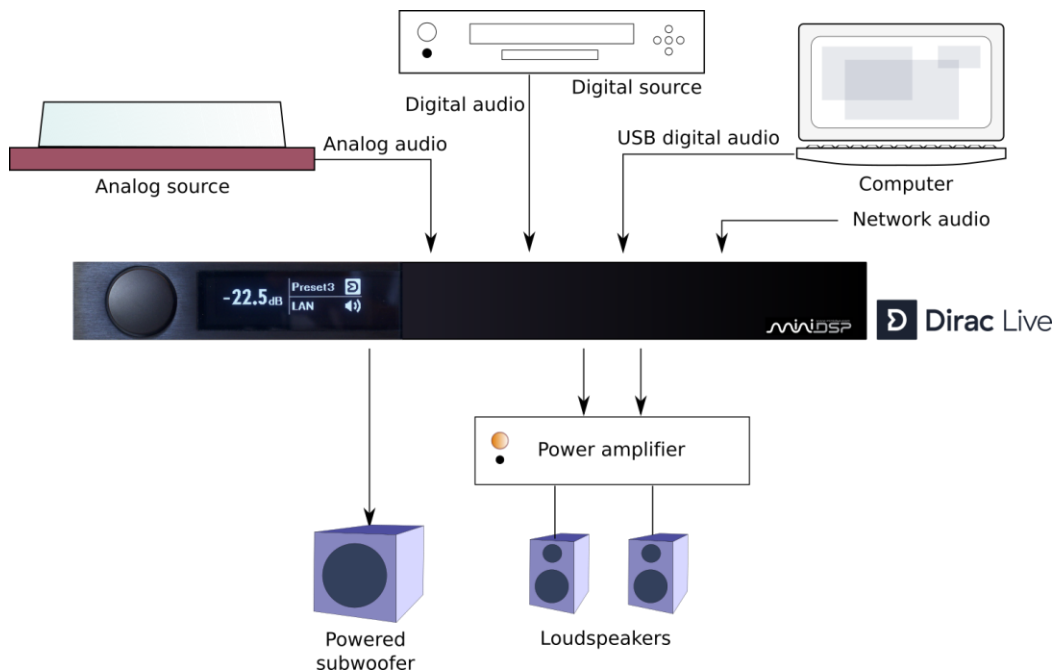 Digital source
Digital audio
Analog audio
USB digital audio
Analog source
Computer
Network audio
-22.5dB
Preset3
LAN
miniDSP
Dirac Live
Power amplifier
Powered
subwoofer
Loudspeakers